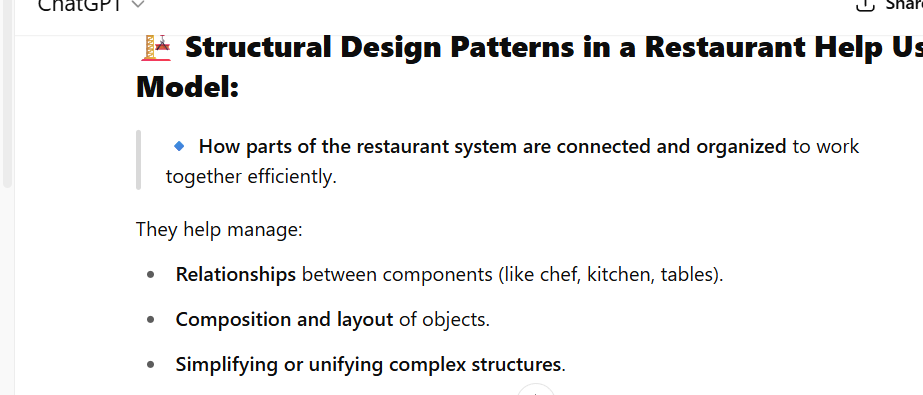 ChatGPT
Share
Structural Design Patterns in a Restaurant Help Us
Model:
How parts of the restaurant system are connected and organized to work
together efficiently.
They help manage:
• Relationships between components (like chef, kitchen, tables).
• Composition and layout of objects.
• Simplifying or unifying complex structures.